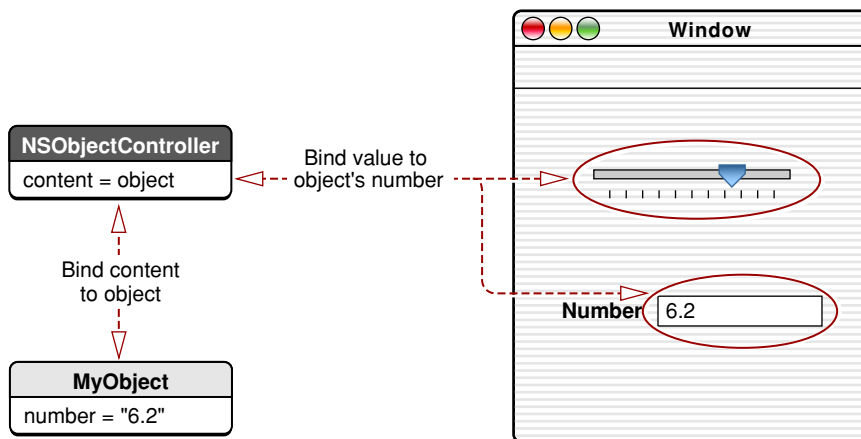 Window
NSObjectController
content = object
Bind value to
object's number
Bind content
to object
Number
6.2
MyObject
number = "6.2"